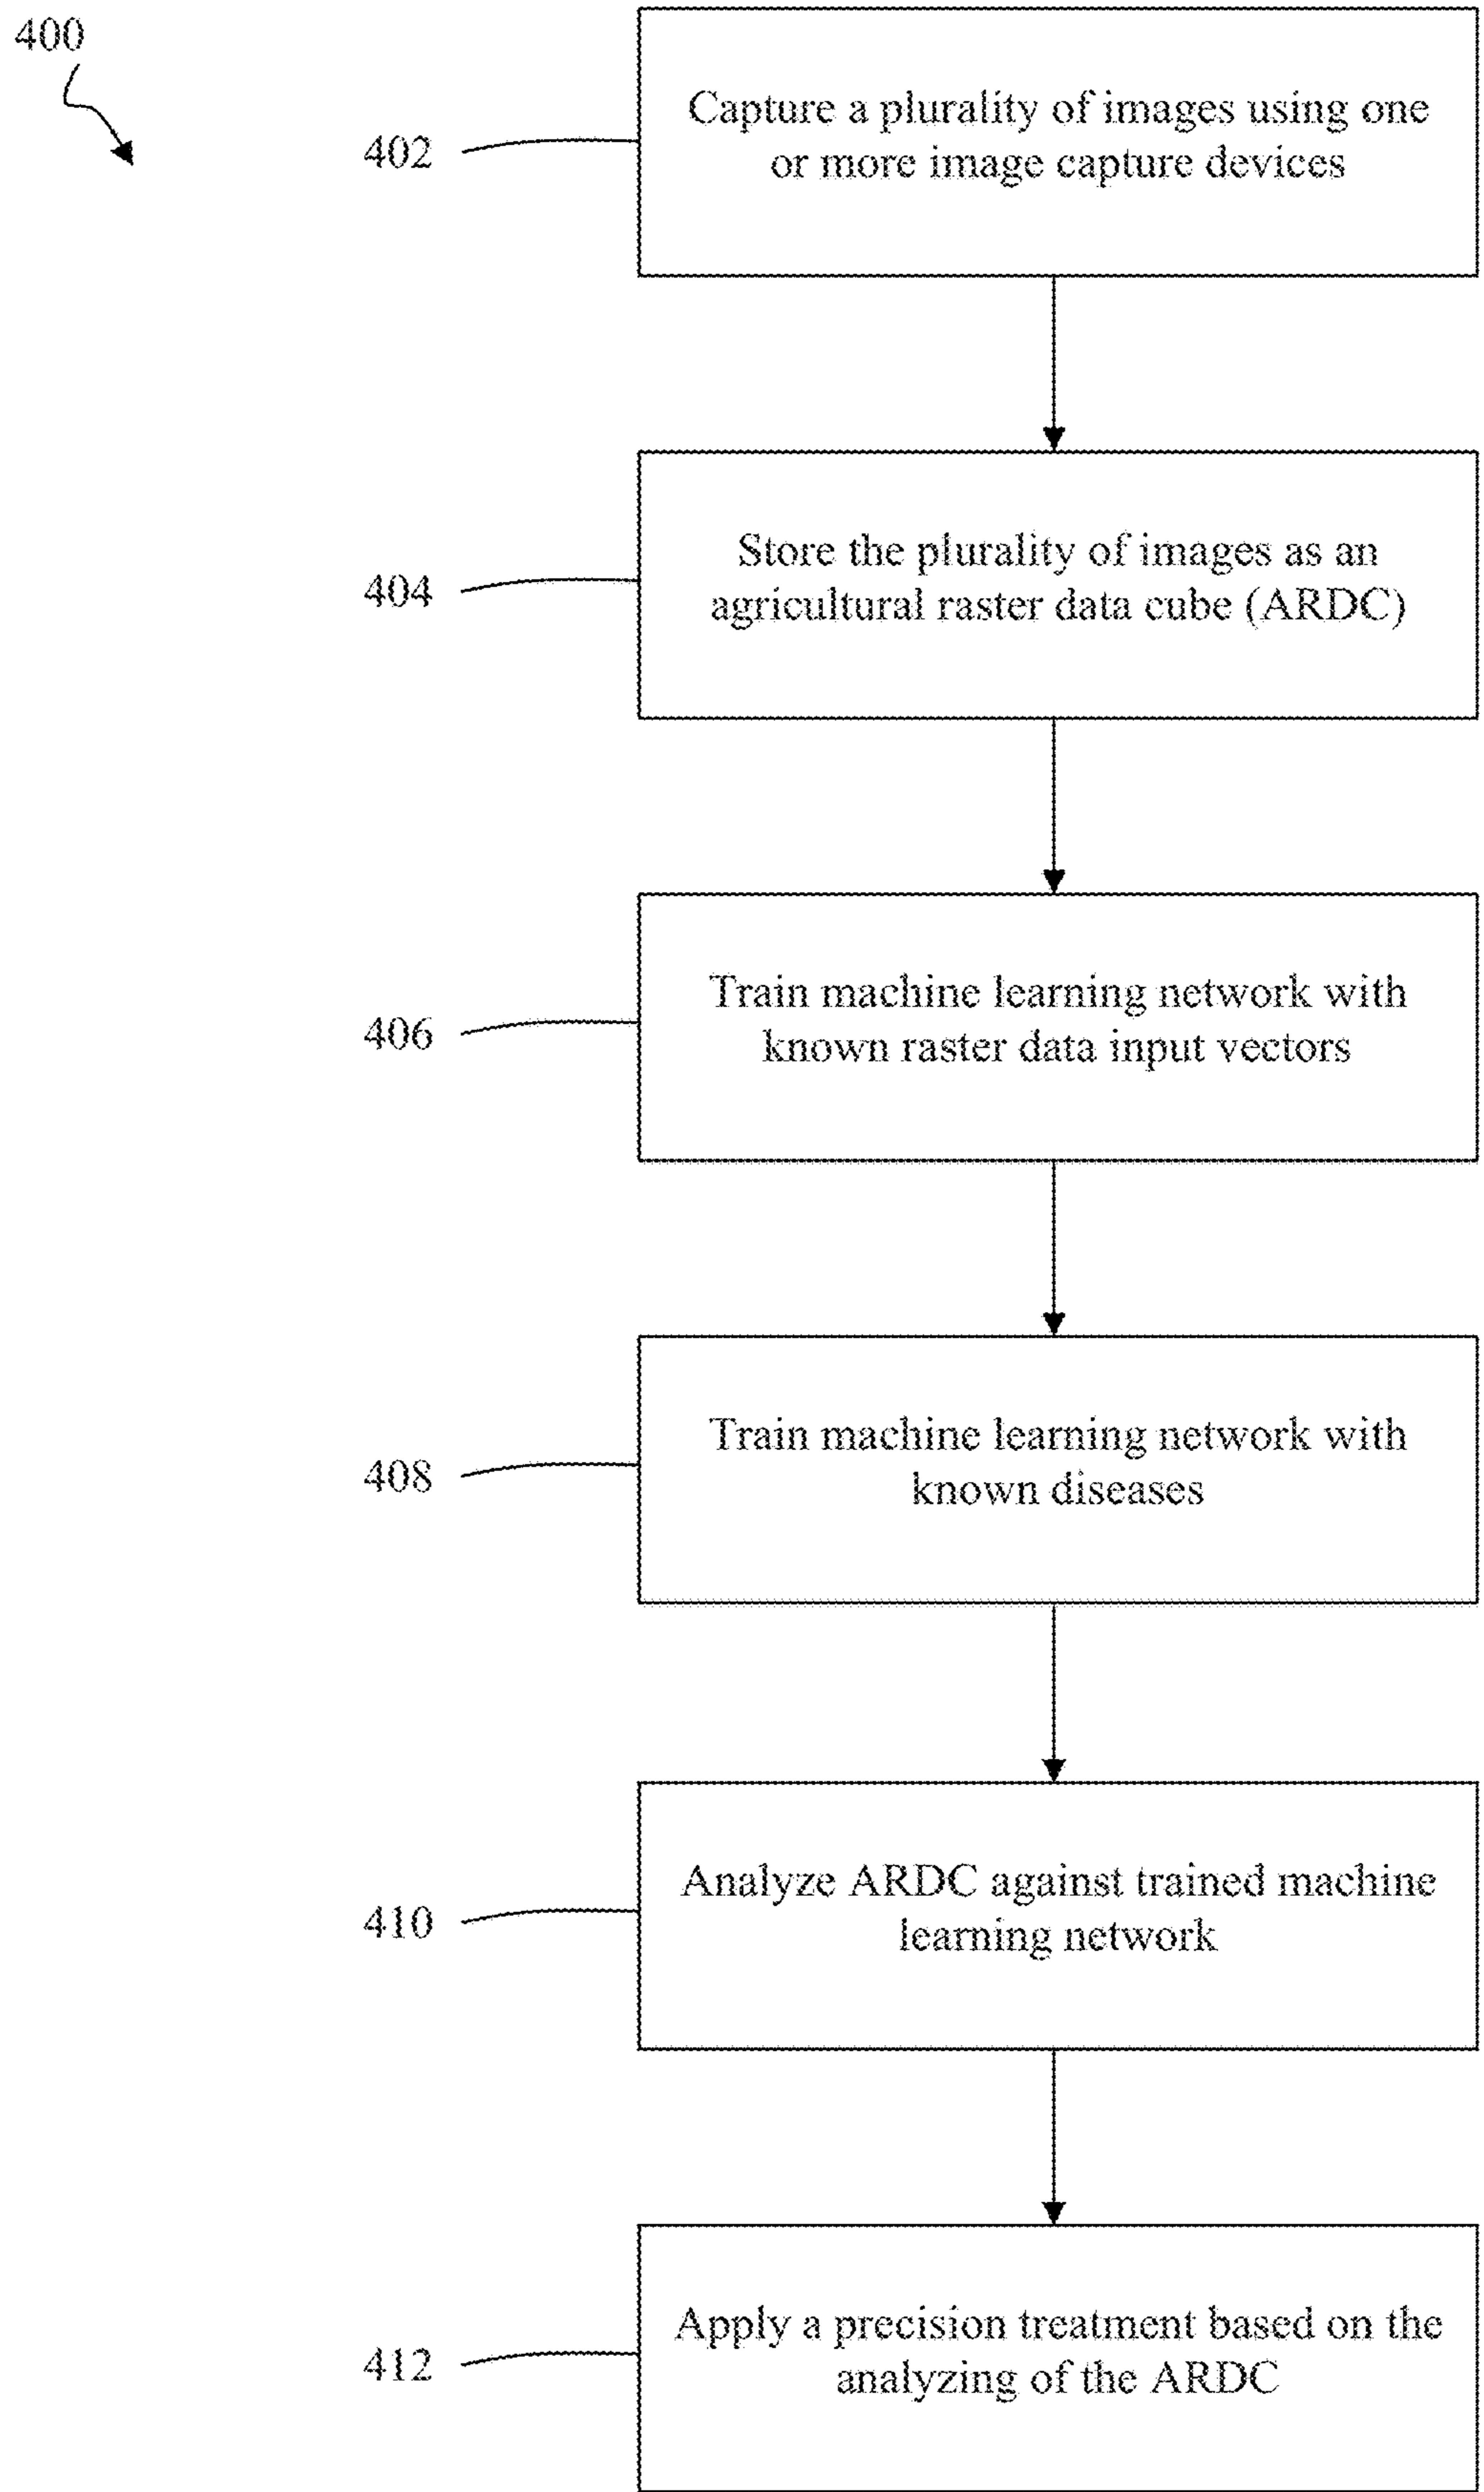 400
402
Capture a plurality of images using one
or more image capture devices
404
Store the plurality of images as an
agricultural raster data cube (ARDC)
406
Train machine learning network with
known raster data input vectors
408
Train machine learning network with
known diseases
410
Analyze ARDC against trained machine
learning network
412
Apply a precision treatment based on the
analyzing of the ARDC